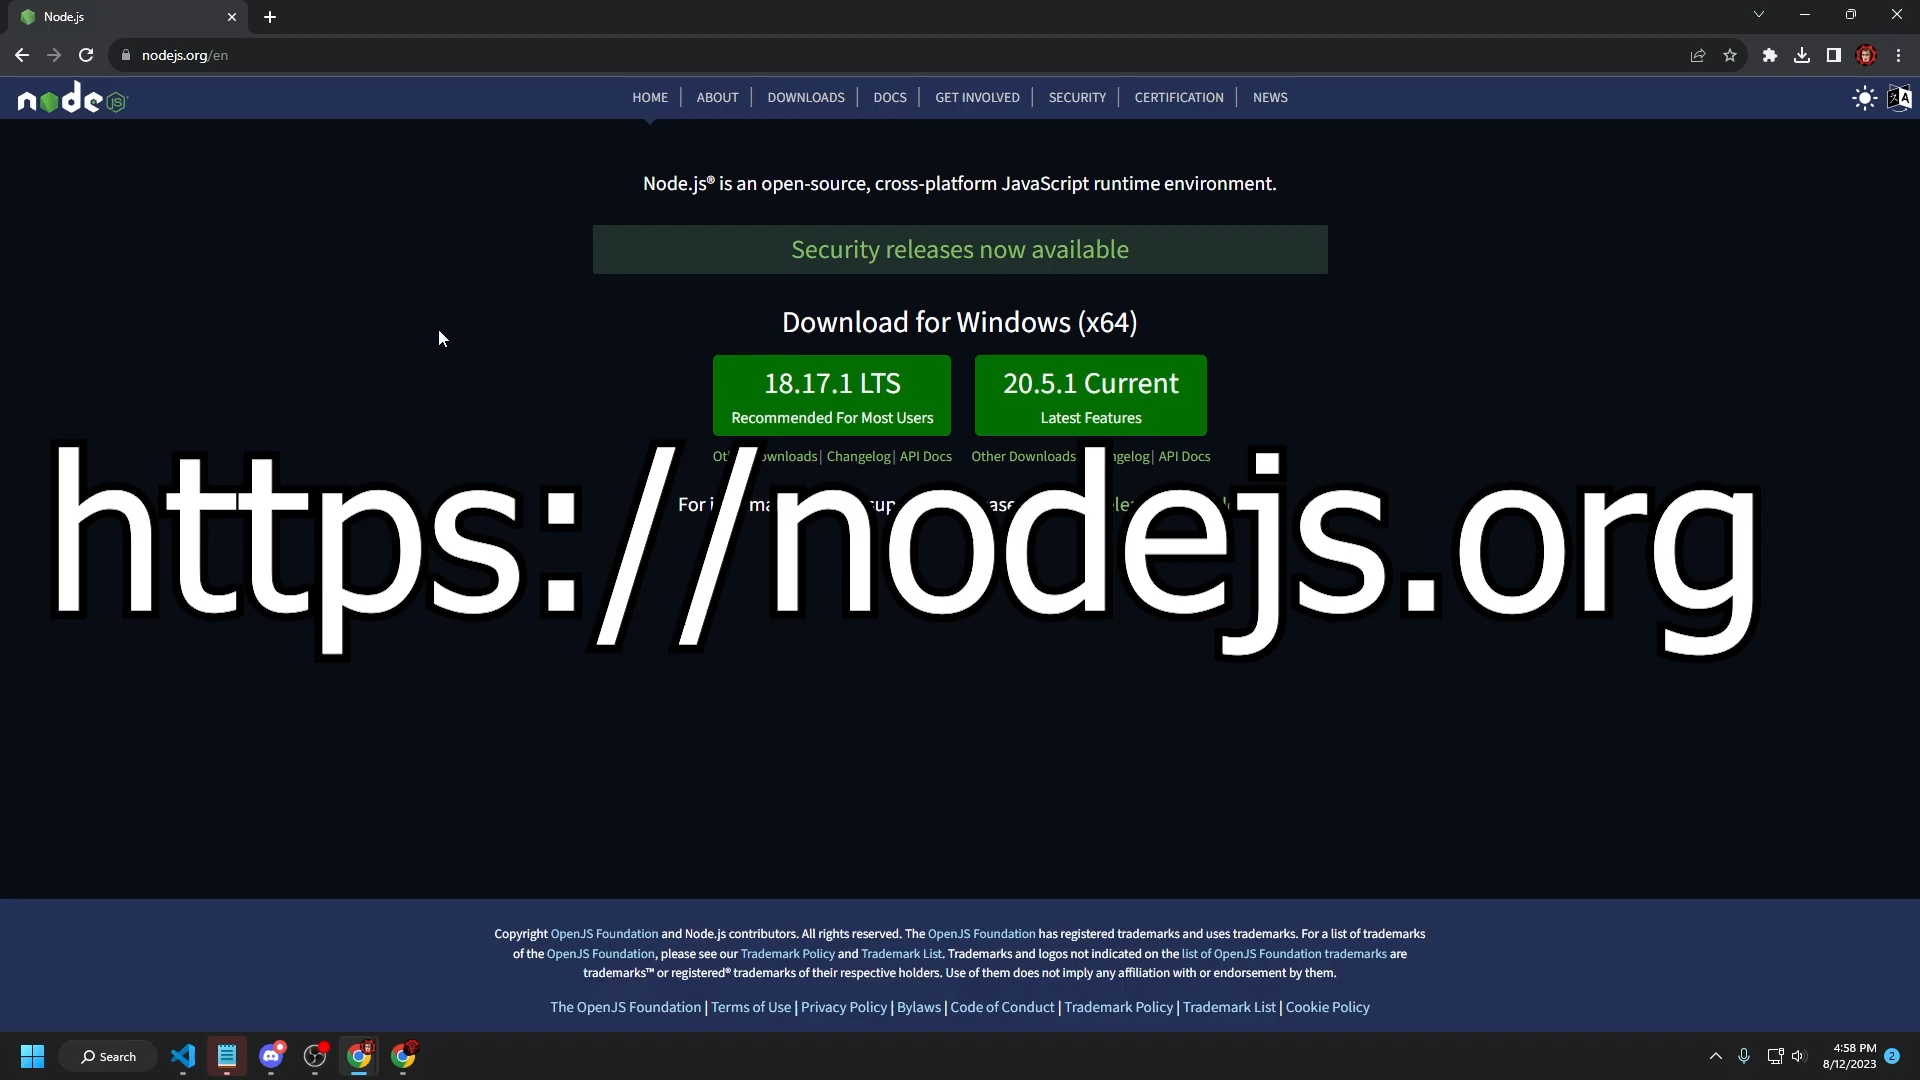 Node.js
nodejs.org/en
node JS
HOME ABOUT DOWNLOADS DOCS GET INVOLVED SECURITY CERTIFICATION NEWS
Node.js® is an open-source, cross-platform JavaScript runtime environment.
Security releases now available
Download for Windows (x64)
18.17.1 LTS
Recommended For Most Users
20.5.1 Current
Latest Features
Changelog | API Docs
Other Downloads | API Docs
For
https://nodejs.org
Copyright OpenJS Foundation and Node.js contributors. All rights reserved. The OpenJS Foundation has registered trademarks and uses trademarks. For a list of trademarks
of the OpenJS Foundation, please see our Trademark Policy and Trademark List. Trademarks and logos not indicated on the list of OpenJS Foundation trademarks are
trademarks™ or registered® trademarks of their respective holders. Use of them does not imply any affiliation with or endorsement by them.
The OpenJS Foundation | Terms of Use | Privacy Policy | Bylaws | Code of Conduct | Trademark Policy | Trademark List | Cookie Policy
Search
4:58 PM
8/12/2023
2